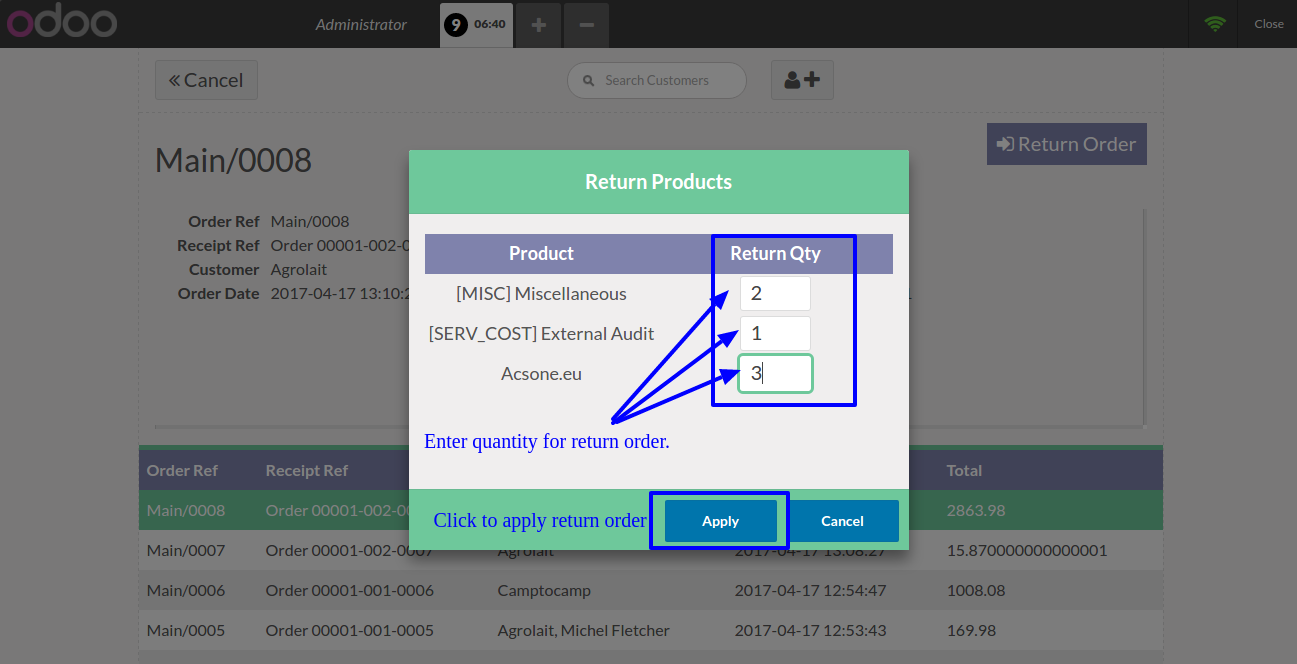 odoo
Administrator
9 06:40
+
−
Close
« Cancel
Search Customers
+
Main/0008
Return Order
Order Ref Main/0008
Receipt Ref Order 00001-002-0
Customer Agrolait
Order Date 2017-04-17 13:10:2
Return Products
Product Return Qty
[MISC] Miscellaneous 2
[SERV_COST] External Audit 1
Acsone.eu 3
Enter quantity for return order.
Click to apply return order
Apply
Cancel
Order Ref Receipt Ref Total
Main/0008 Order 00001-002-00 2863.98
Main/0007 Order 00001-002-0007 Agrolait 2017-04-17 13:08:27 15.870000000000001
Main/0006 Order 00001-001-0006 Camptocamp 2017-04-17 12:54:47 1008.08
Main/0005 Order 00001-001-0005 Agrolait, Michel Fletcher 2017-04-17 12:53:43 169.98